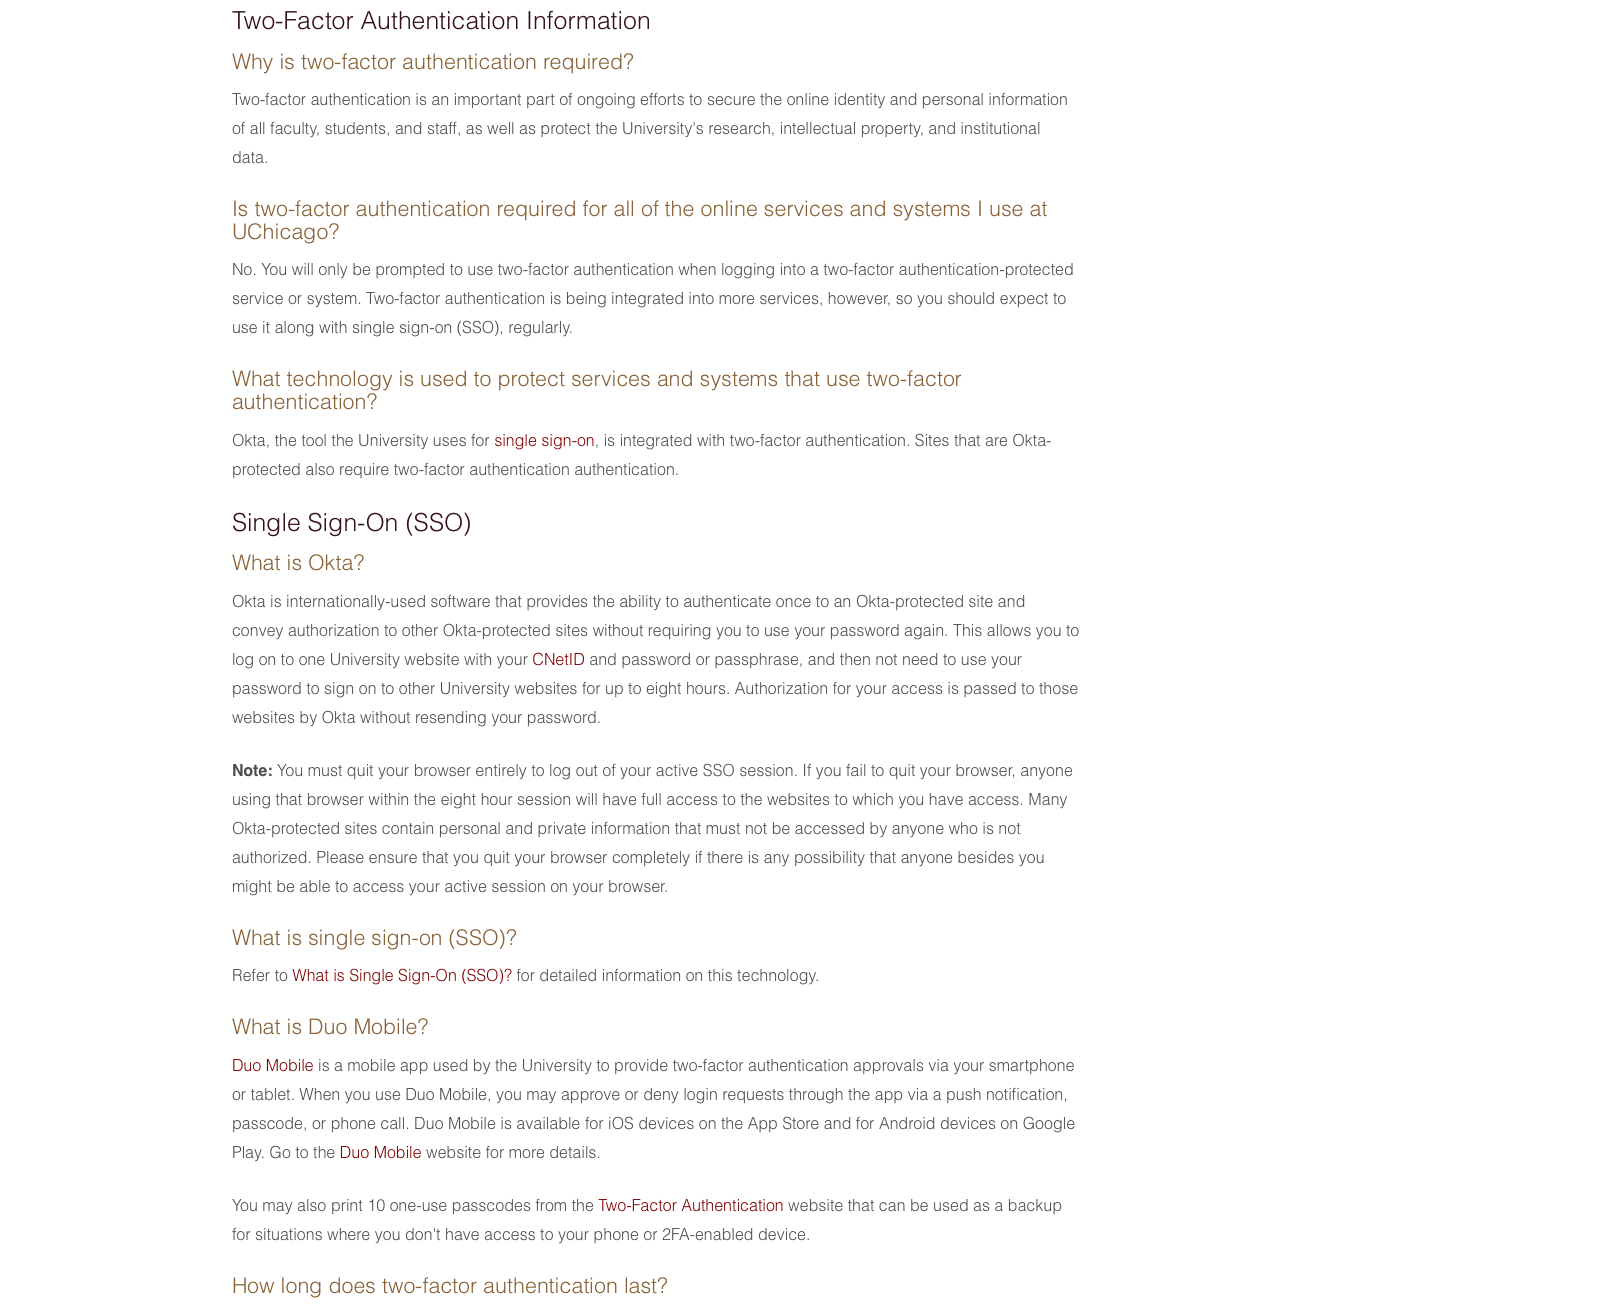 Two-Factor Authentication Information
Why is two-factor authentication required?
Two-factor authentication is an important part of ongoing efforts to secure the online identity and personal information
of all faculty, students, and staff, as well as protect the University's research, intellectual property, and institutional
data.
Is two-factor authentication required for all of the online services and systems I use at
UChicago?
No. You will only be prompted to use two-factor authentication when logging into a two-factor authentication-protected
service or system. Two-factor authentication is being integrated into more services, however, so you should expect to
use it along with single sign-on (SSO), regularly.
What technology is used to protect services and systems that use two-factor
authentication?
Okta, the tool the University uses for single sign-on, is integrated with two-factor authentication. Sites that are Okta-
protected also require two-factor authentication authentication.
Single Sign-On (SSO)
What is Okta?
Okta is internationally-used software that provides the ability to authenticate once to an Okta-protected site and
convey authorization to other Okta-protected sites without requiring you to use your password again. This allows you to
log on to one University website with your CNetID and password or passphrase, and then not need to use your
password to sign on to other University websites for up to eight hours. Authorization for your access is passed to those
websites by Okta without resending your password.
Note: You must quit your browser entirely to log out of your active SSO session. If you fail to quit your browser, anyone
using that browser within the eight hour session will have full access to the websites to which you have access. Many
Okta-protected sites contain personal and private information that must not be accessed by anyone who is not
authorized. Please ensure that you quit your browser completely if there is any possibility that anyone besides you
might be able to access your active session on your browser.
What is single sign-on (SSO)?
Refer to What is Single Sign-On (SSO)? for detailed information on this technology.
What is Duo Mobile?
Duo Mobile is a mobile app used by the University to provide two-factor authentication approvals via your smartphone
or tablet. When you use Duo Mobile, you may approve or deny login requests through the app via a push notification,
passcode, or phone call. Duo Mobile is available for iOS devices on the App Store and for Android devices on Google
Play. Go to the Duo Mobile website for more details.
You may also print 10 one-use passcodes from the Two-Factor Authentication website that can be used as a backup
for situations where you don't have access to your phone or 2FA-enabled device.
How long does two-factor authentication last?